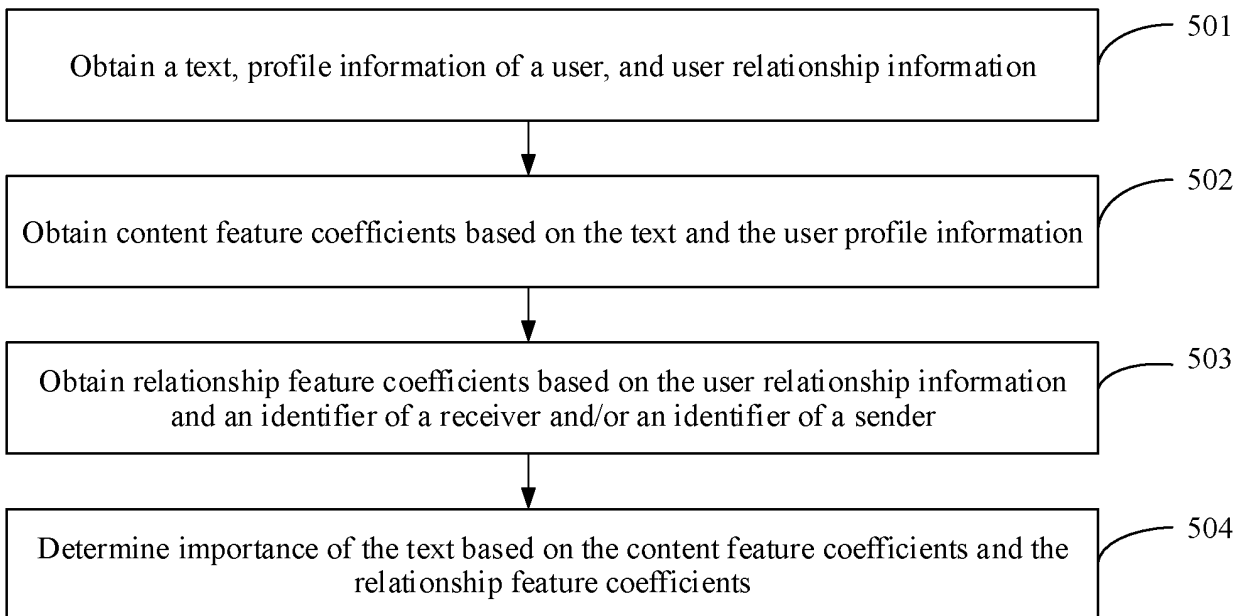 Obtain a text, profile information of a user, and user relationship information
501
Obtain content feature coefficients based on the text and the user profile information
502
Obtain relationship feature coefficients based on the user relationship information
and an identifier of a receiver and/or an identifier of a sender
503
Determine importance of the text based on the content feature coefficients and the
relationship feature coefficients
504